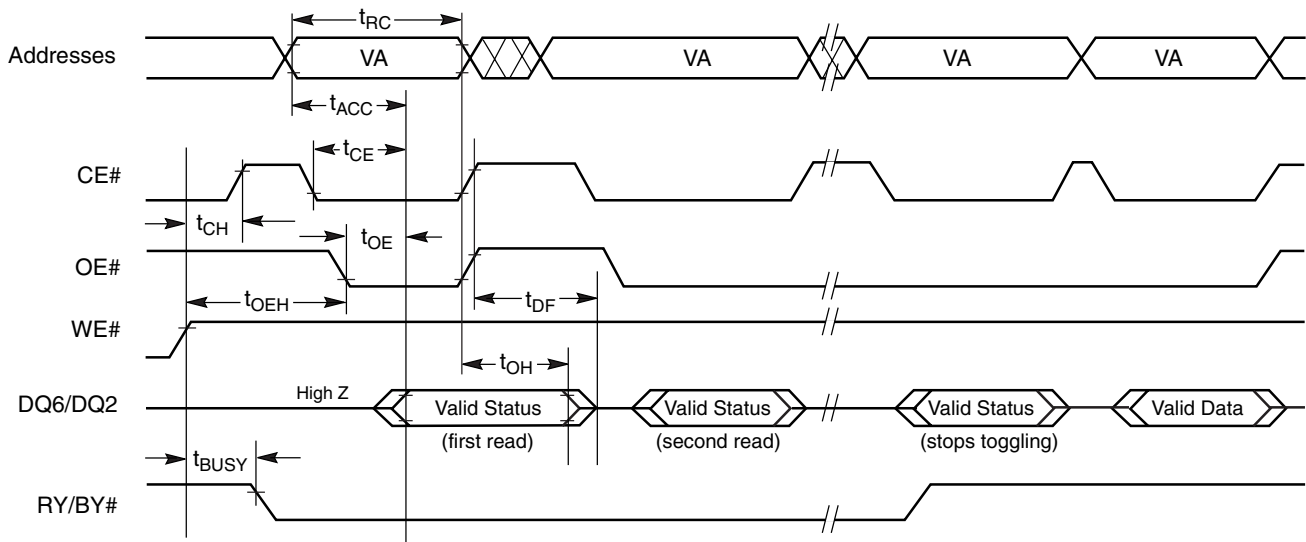 tRC
Addresses VA VA VA VA
tACC
tCE
CE#
tCH
tOE
OE#
tOEH
tDF
WE#
tOH
High Z
DQ6/DQ2 Valid Status Valid Status Valid Status Valid Data
(first read) (second read) (stops toggling)
tBUSY
RY/BY#